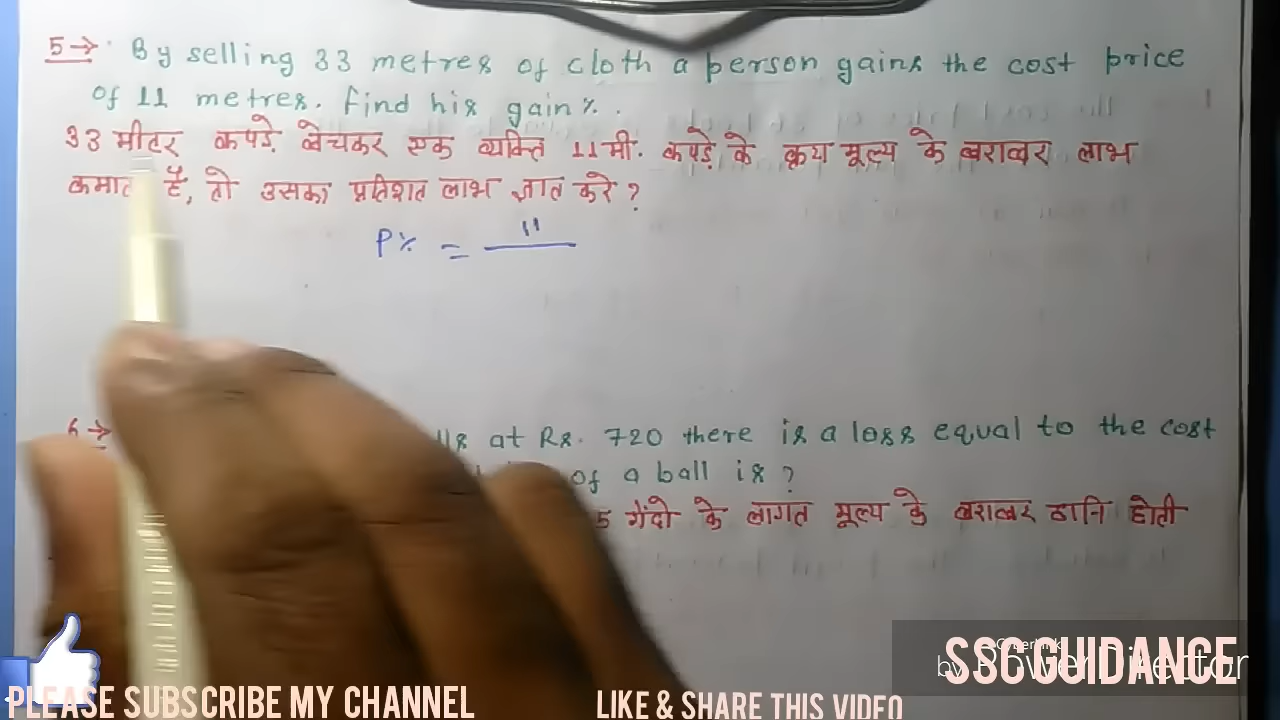 5→ By selling 33 metres of cloth a person gains the cost price
of 11 metres. find his gain%.
33 मीटर कपड़े बेचकर एक व्यक्ति 11मी. कपड़े के क्रय मूल्य के बराबर लाभ
कमाता है, तो उसका प्रतिशत लाभ ज्ञात करे?
P% = 11
6→ at Rs. 720 there is a loss equal to the cost
of a ball is?
5 गेंदो के लागत मूल्य के बराबर हानि होती
SSC GUIDANCE
by PowerDirector
PLEASE SUBSCRIBE MY CHANNEL
LIKE & SHARE THIS VIDEO